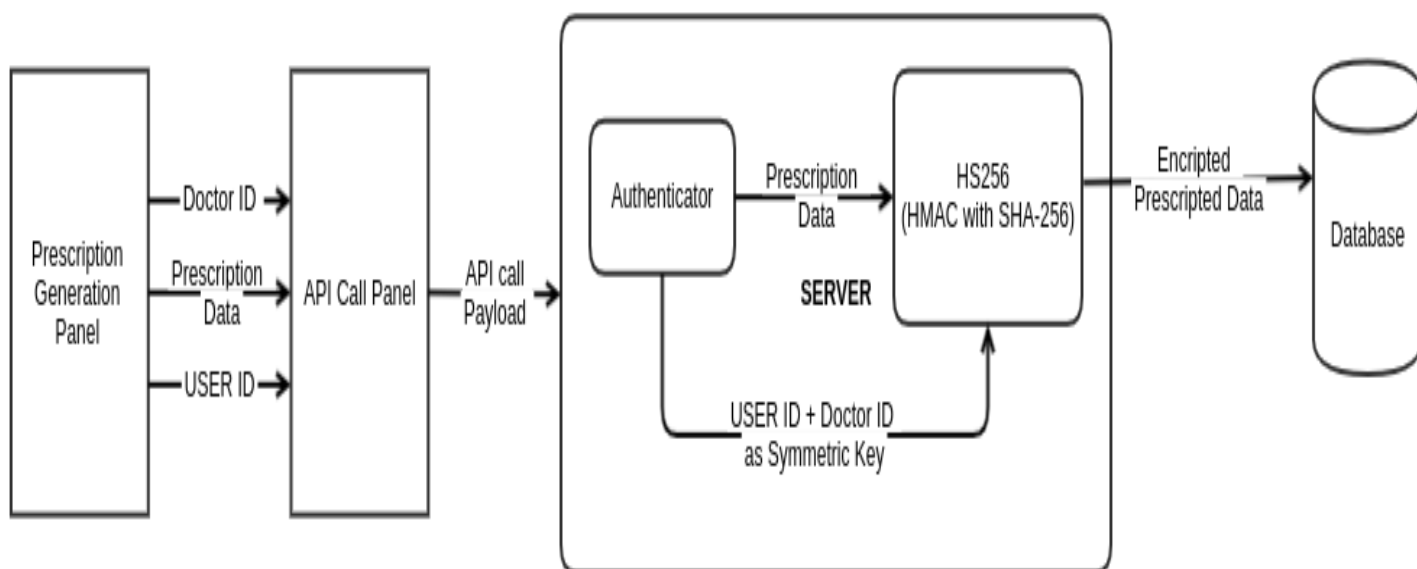 Prescription
Generation
Panel
Doctor ID
Prescription
Data
USER ID
API Call Panel
API call
Payload
Authenticator
Prescription
Data
SERVER
USER ID + Doctor ID
as Symmetric Key
HS256
(HMAC with SHA-256)
Encripted
Prescripted Data
Database